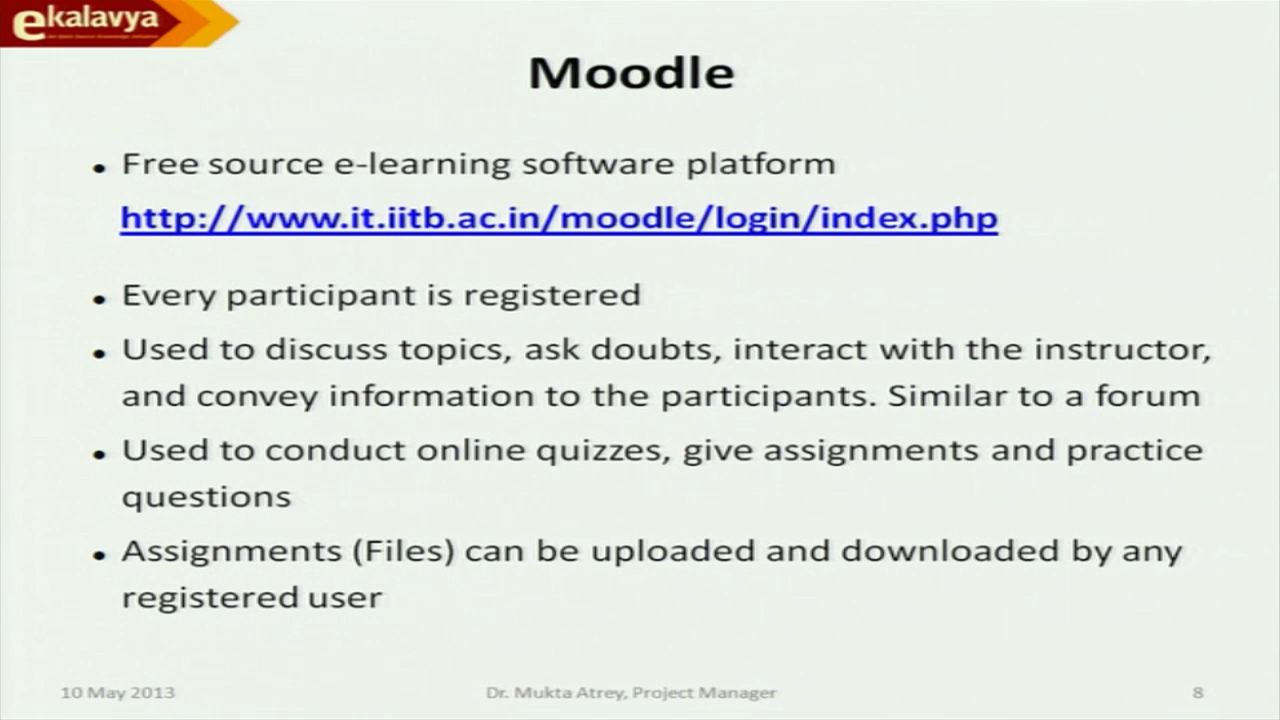 ekalavya
Moodle
• Free source e-learning software platform
http://www.it.iitb.ac.in/moodle/login/index.php
• Every participant is registered
• Used to discuss topics, ask doubts, interact with the instructor,
and convey information to the participants. Similar to a forum
• Used to conduct online quizzes, give assignments and practice
questions
• Assignments (Files) can be uploaded and downloaded by any
registered user
10 May 2013
Dr. Mukta Atrey, Project Manager
8